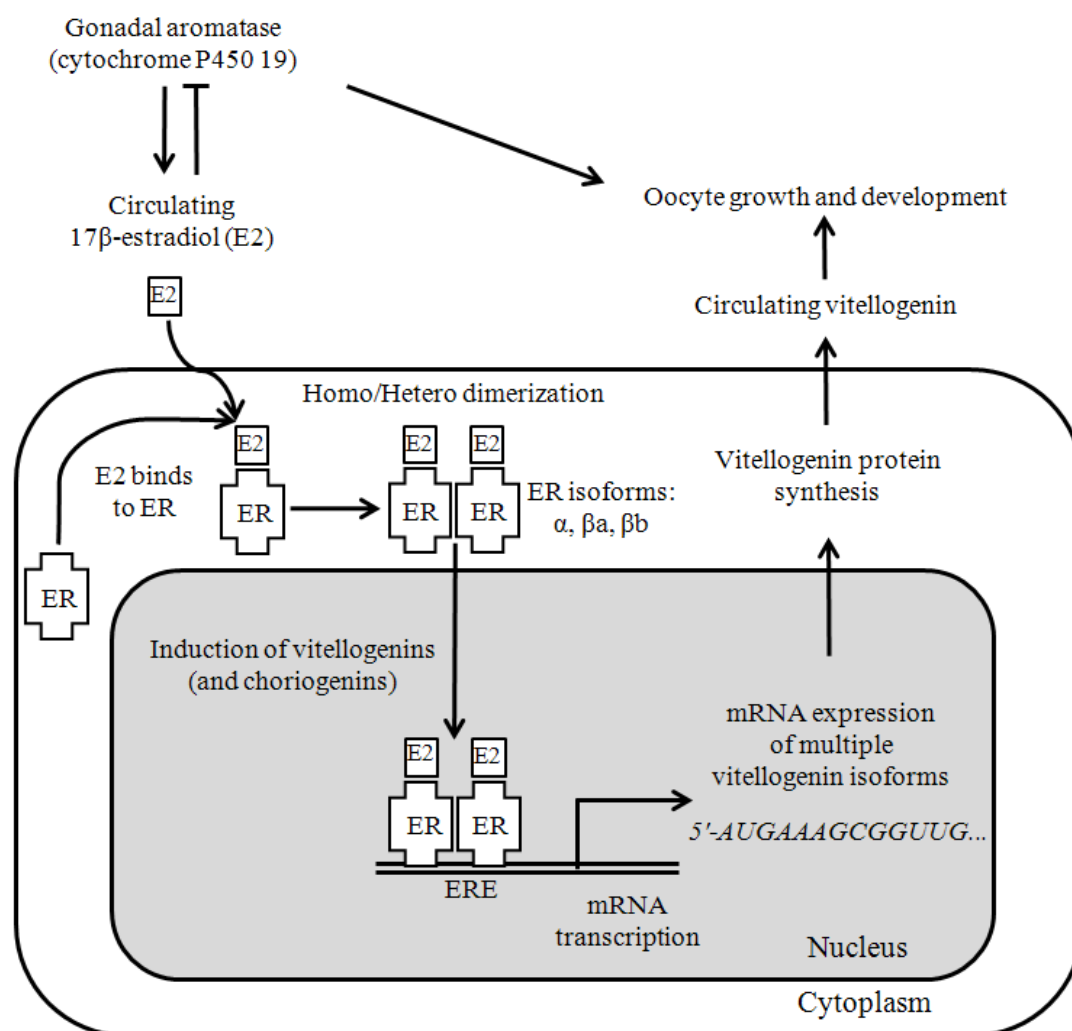 Gonadal aromatase
(cytochrome P450 19)
Circulating
17β-estradiol (E2)
Oocyte growth and development
E2
Circulating vitellogenin
Homo/Hetero dimerization
E2
E2
E2
E2 binds
to ER
ER
ER
ER
ER isoforms:
α, βa, βb
Vitellogenin protein
synthesis
ER
Induction of vitellogenins
(and choriogenins)
E2
E2
ER
ER
ERE
mRNA
transcription
mRNA expression
of multiple
vitellogenin isoforms
5'-AUGAAAGCGGUUG...
Nucleus
Cytoplasm